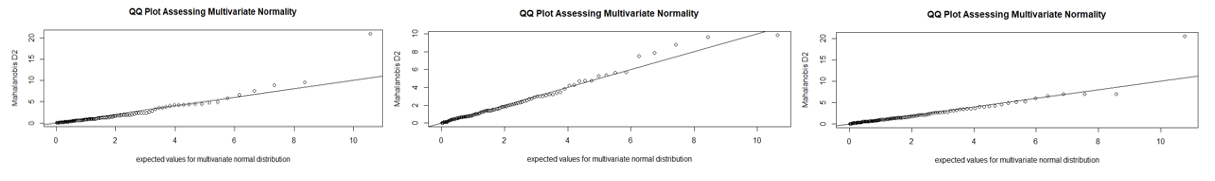 QQ Plot Assessing Multivariate Normality
Mahalanobis D2
20
15
10
5
0
0 2 4 6 8 10
expected values for multivariate normal distribution
QQ Plot Assessing Multivariate Normality
Mahalanobis D2
10
8
6
4
2
0
0 2 4 6 8 10
expected values for multivariate normal distribution
QQ Plot Assessing Multivariate Normality
Mahalanobis D2
20
15
10
5
0
0 2 4 6 8 10
expected values for multivariate normal distribution